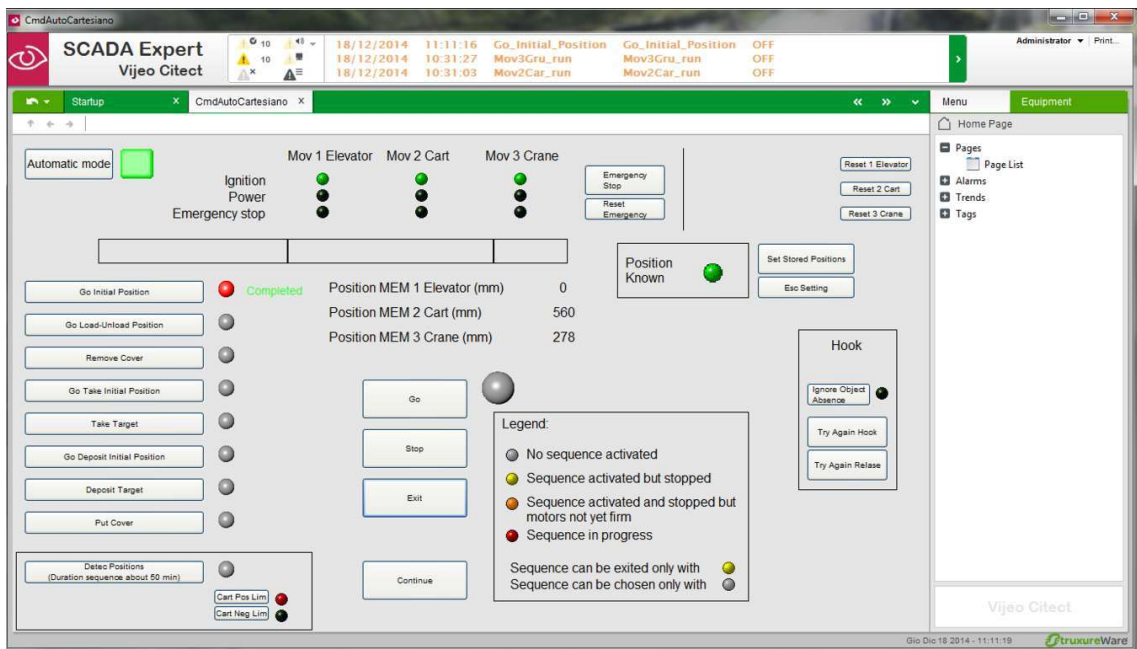 CmdAutoCartesiano
SCADA Expert
Vijeo Citect
10
10
18/12/2014 11:11:16 Go_Initial_Position Go_Initial_Position OFF
18/12/2014 10:31:27 Mov3Gru_run Mov3Gru_run OFF
18/12/2014 10:31:03 Mov2Car_run Mov2Car_run OFF
Administrator Print...
Startup x CmdAutoCartesiano x
Menu Equipment
Home Page
Pages
Page List
Alarms
Trends
Tags
Automatic mode
Mov 1 Elevator Mov 2 Cart Mov 3 Crane
Ignition
Power
Emergency stop
Emergency
Stop
Reset
Emergency
Reset 1 Elevator
Reset 2 Cart
Reset 3 Crane
Position
Known
Set Stored Positions
Esc Setting
Go Initial Position Completed
Go Load-Unload Position
Remove Cover
Go Take Initial Position
Take Target
Go Deposit Initial Position
Deposit Target
Put Cover
Position MEM 1 Elevator (mm) 0
Position MEM 2 Cart (mm) 560
Position MEM 3 Crane (mm) 278
Go
Stop
Exit
Continue
Legend:
No sequence activated
Sequence activated but stopped
Sequence activated and stopped but
motors not yet firm
Sequence in progress
Sequence can be exited only with
Sequence can be chosen only with
Hook
Ignore Object
Absence
Try Again Hook
Try Again Relase
Detec Positions
(Duration sequence about 50 min)
Cart Pos Lim
Cart Neg Lim
Vijeo Citect
Gio Dic 18 2014 - 11:11:19
StruxureWare